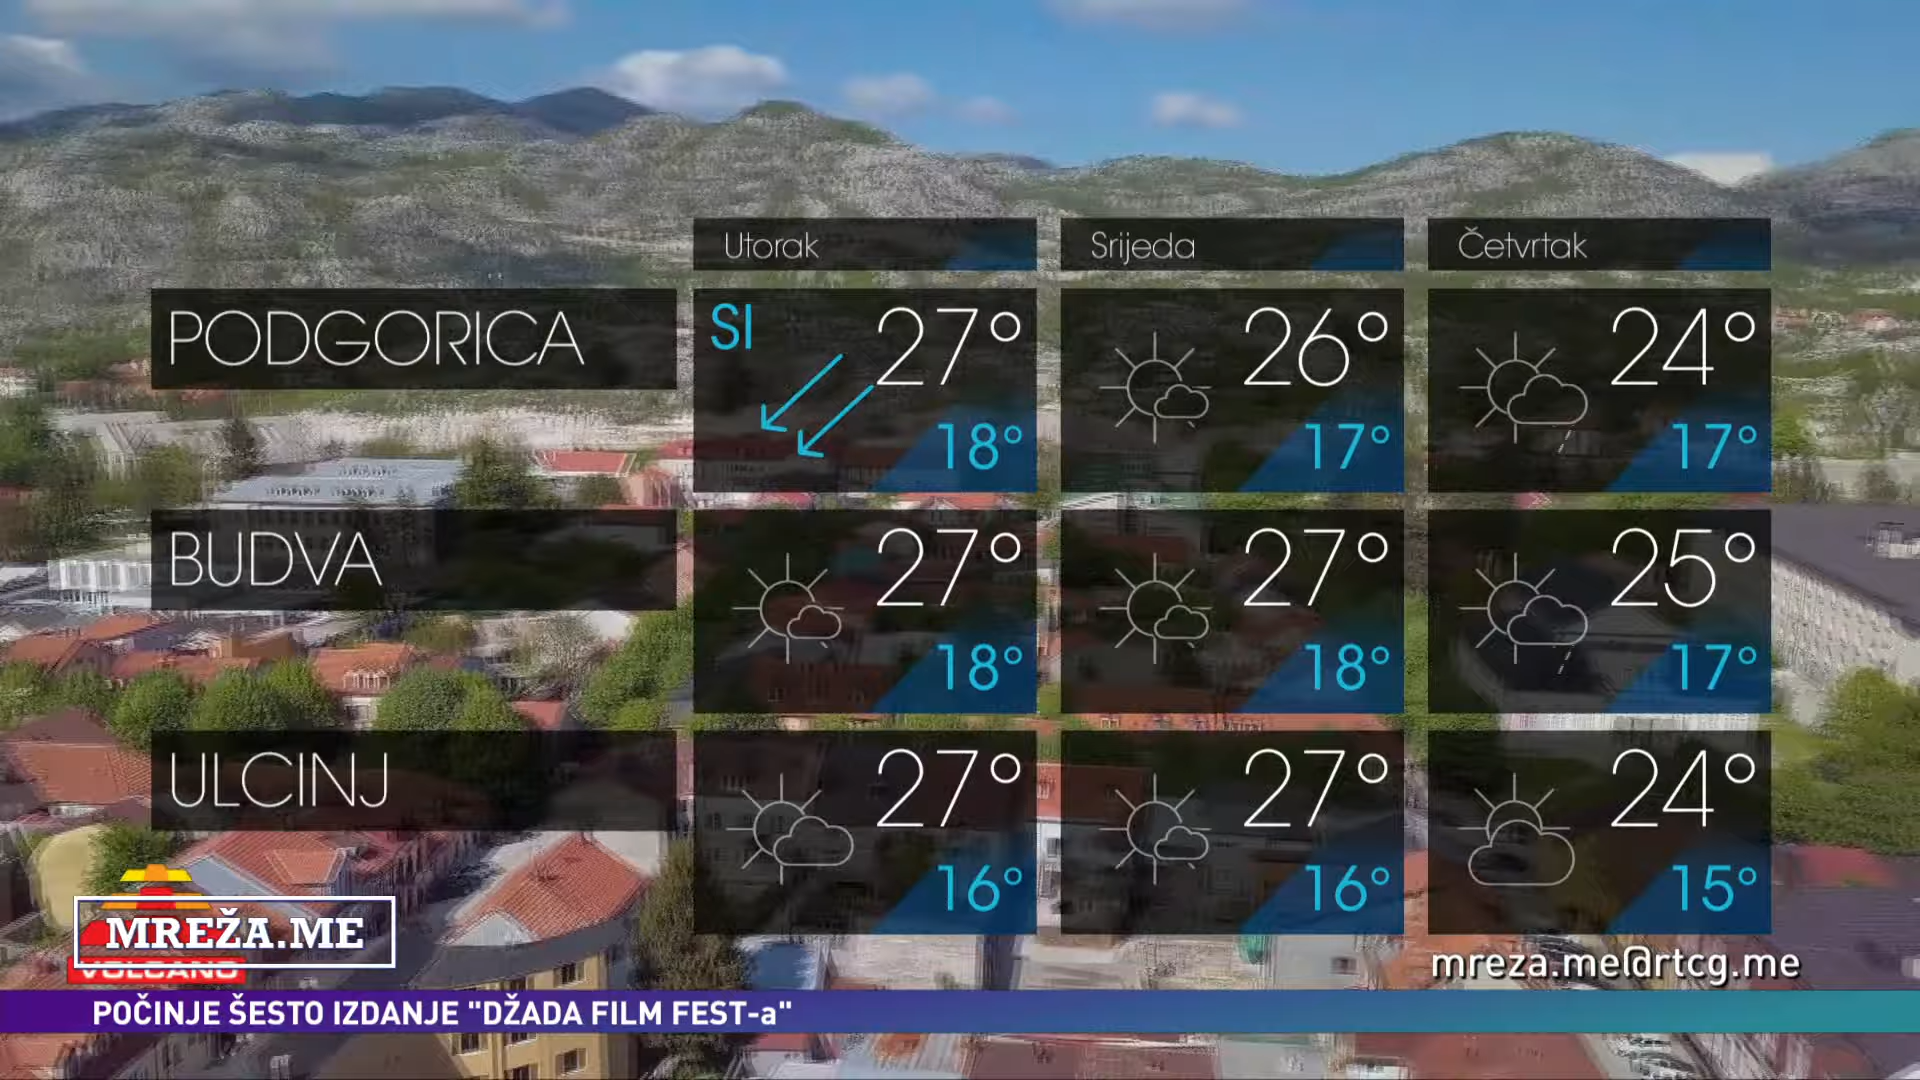 Utorak Srijeda Četvrtak
PODGORICA SI 27° 26° 24°
18° 17° 17°
BUDVA 27° 27° 25°
18° 18° 17°
ULCINJ 27° 27° 24°
16° 16° 15°
MREŽA.ME
VOLCANO
mreza.me@rtcg.me
POČINJE ŠESTO IZDANJE "DŽADA FILM FEST-a"